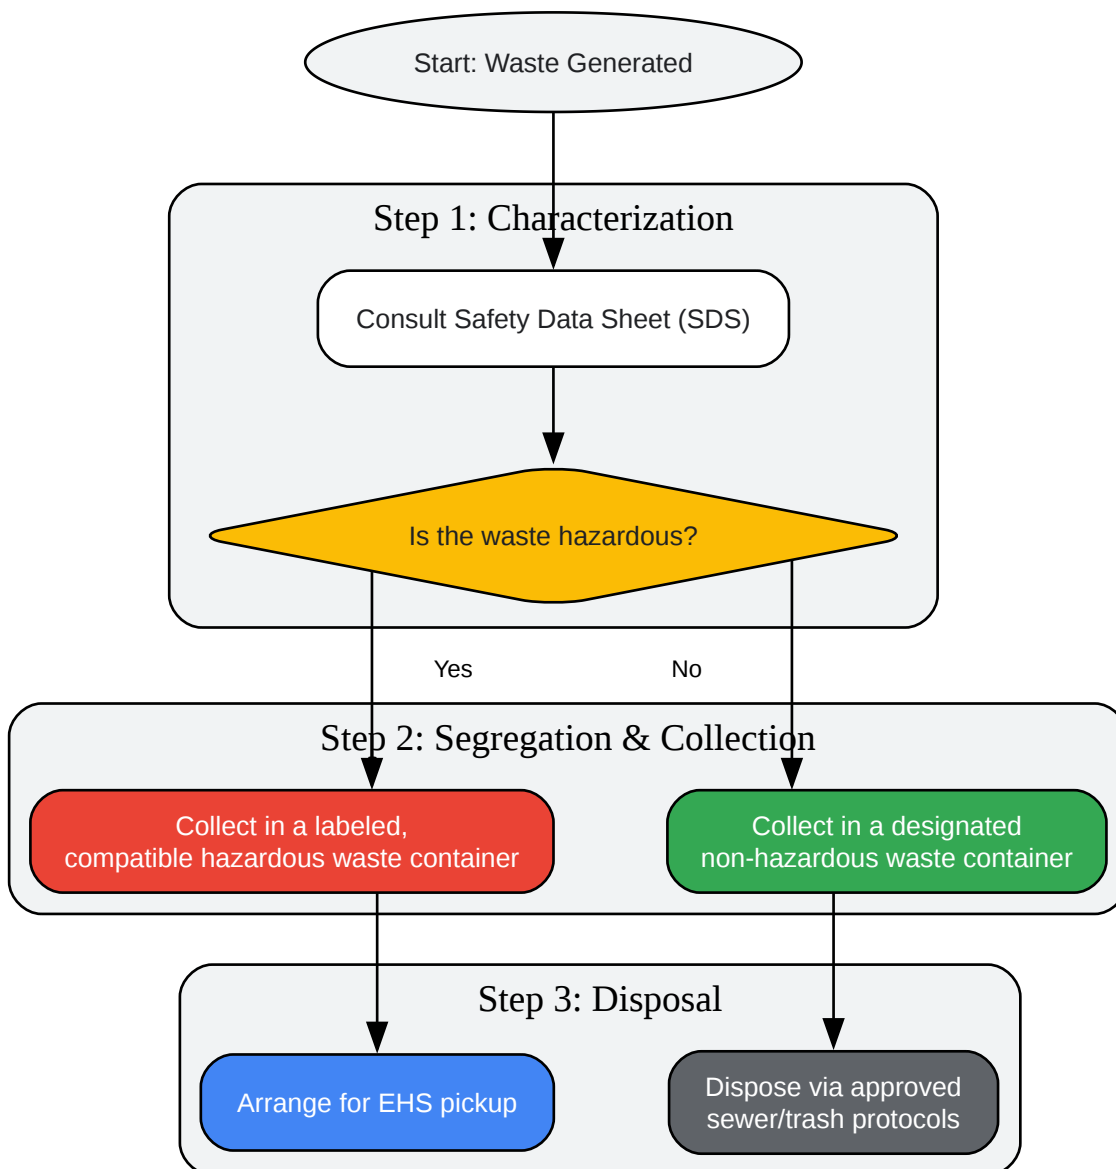 Start: Waste Generated
Step 1: Characterization
Consult Safety Data Sheet (SDS)
Is the waste hazardous?
Yes
No
Step 2: Segregation & Collection
Collect in a labeled,
compatible hazardous waste container
Collect in a designated
non-hazardous waste container
Step 3: Disposal
Arrange for EHS pickup
Dispose via approved
sewer/trash protocols